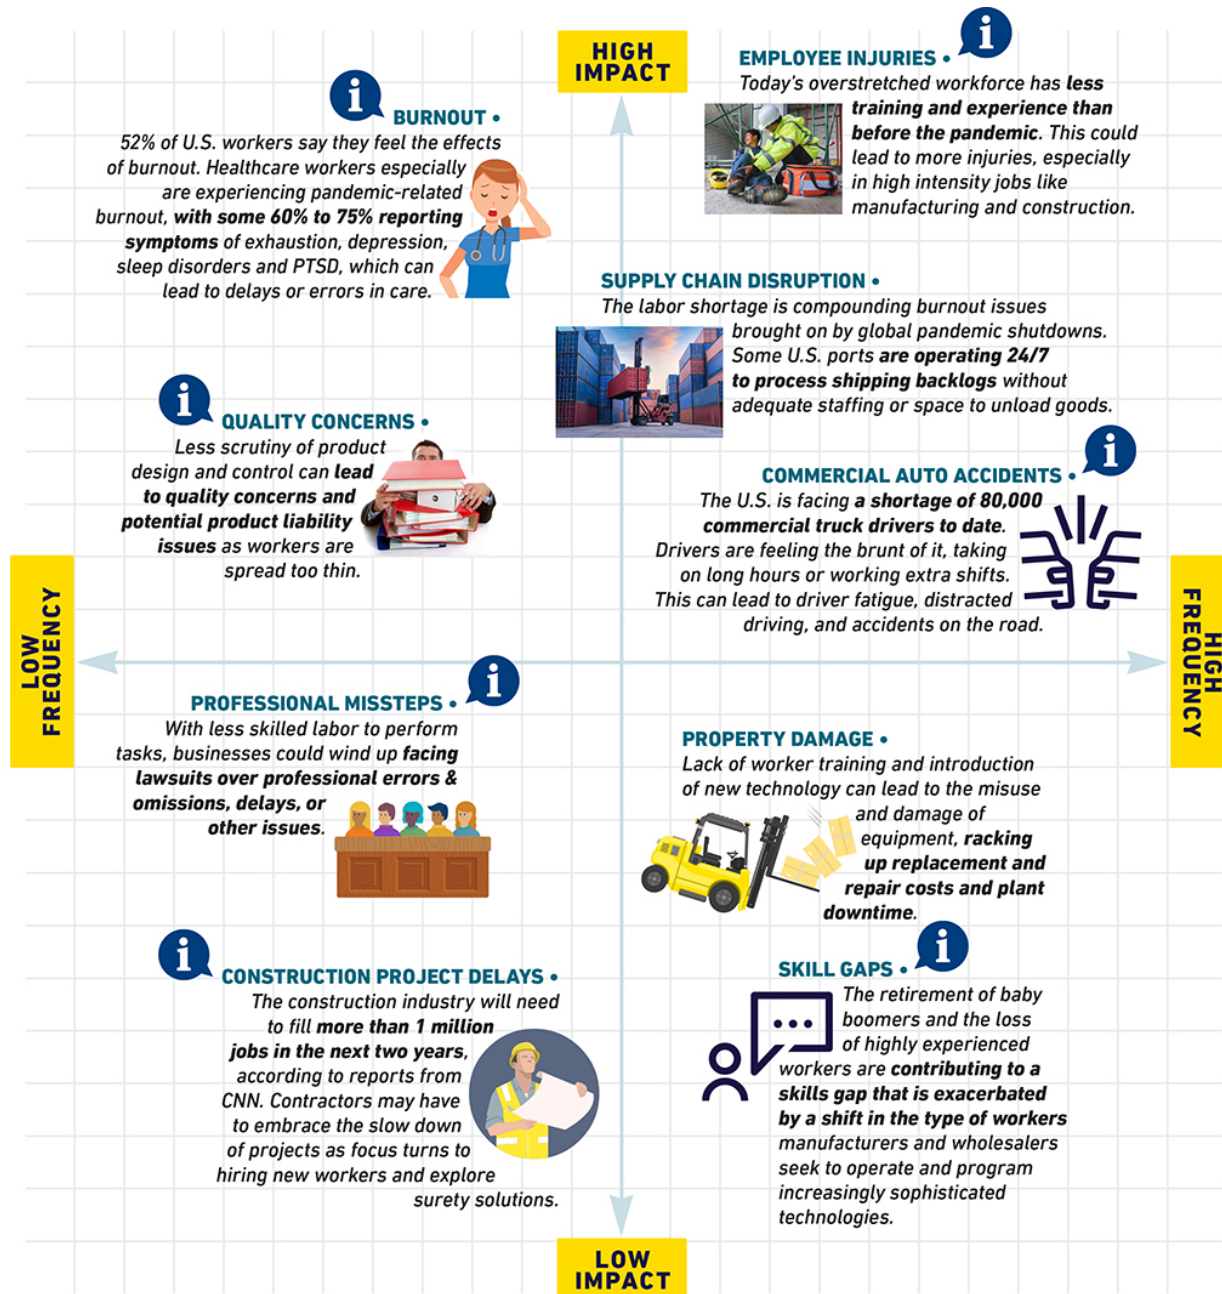 HIGH
IMPACT
i
EMPLOYEE INJURIES •
Today's overstretched workforce has less
training and experience than
before the pandemic. This could
lead to more injuries, especially
in high intensity jobs like
manufacturing and construction.
i
BURNOUT •
52% of U.S. workers say they feel the effects
of burnout. Healthcare workers especially
are experiencing pandemic-related
burnout, with some 60% to 75% reporting
symptoms of exhaustion, depression,
sleep disorders and PTSD, which can
lead to delays or errors in care.
SUPPLY CHAIN DISRUPTION •
The labor shortage is compounding burnout issues
brought on by global pandemic shutdowns.
Some U.S. ports are operating 24/7
to process shipping backlogs without
adequate staffing or space to unload goods.
i
QUALITY CONCERNS •
Less scrutiny of product
design and control can lead
to quality concerns and
potential product liability
issues as workers are
spread too thin.
i
COMMERCIAL AUTO ACCIDENTS •
The U.S. is facing a shortage of 80,000
commercial truck drivers to date.
Drivers are feeling the brunt of it, taking
on long hours or working extra shifts.
This can lead to driver fatigue, distracted
driving, and accidents on the road.
LOW
FREQUENCY
HIGH
FREQUENCY
i
PROFESSIONAL MISSTEPS •
With less skilled labor to perform
tasks, businesses could wind up facing
lawsuits over professional errors &
omissions, delays, or
other issues.
PROPERTY DAMAGE •
Lack of worker training and introduction
of new technology can lead to the misuse
and damage of
equipment, racking
up replacement and
repair costs and plant
downtime.
i
CONSTRUCTION PROJECT DELAYS •
The construction industry will need
to fill more than 1 million
jobs in the next two years,
according to reports from
CNN. Contractors may have
to embrace the slow down
of projects as focus turns to
hiring new workers and explore
surety solutions.
i
SKILL GAPS •
The retirement of baby
boomers and the loss
of highly experienced
workers are contributing to a
skills gap that is exacerbated
by a shift in the type of workers
manufacturers and wholesalers
seek to operate and program
increasingly sophisticated
technologies.
LOW
IMPACT